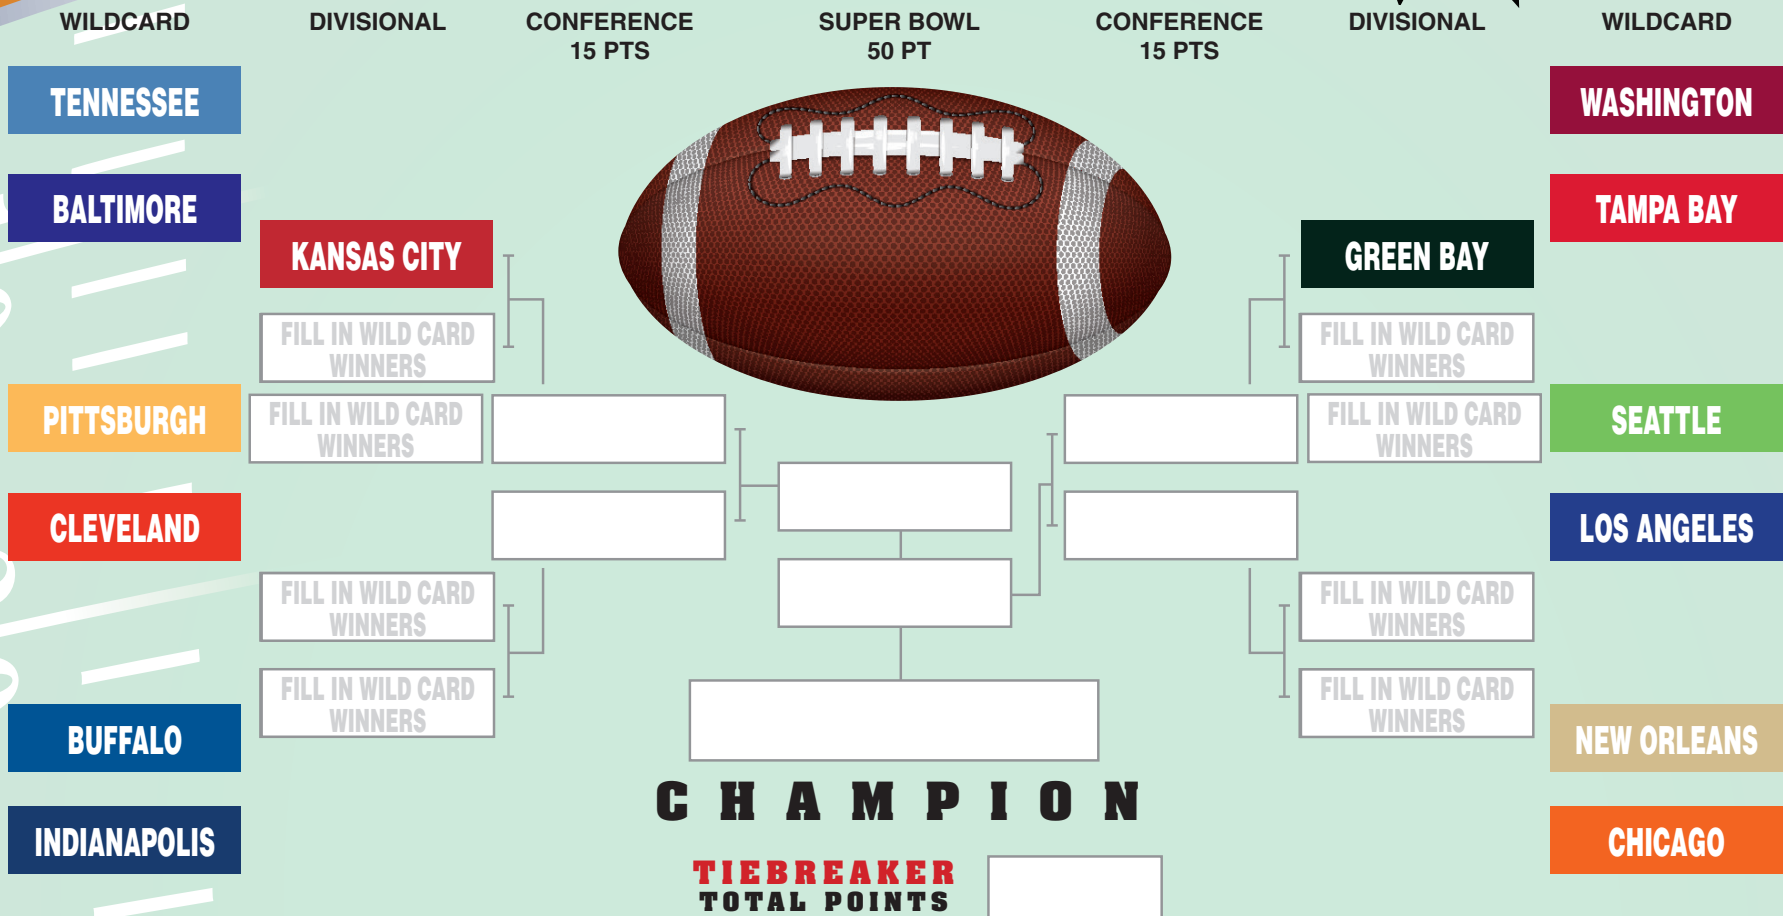 WILDCARD
DIVISIONAL
CONFERENCE
15 PTS
SUPER BOWL
50 PT
CONFERENCE
15 PTS
DIVISIONAL
WILDCARD
TENNESSEE
BALTIMORE
KANSAS CITY
FILL IN WILD CARD
WINNERS
PITTSBURGH
FILL IN WILD CARD
WINNERS
CLEVELAND
FILL IN WILD CARD
WINNERS
FILL IN WILD CARD
WINNERS
BUFFALO
INDIANAPOLIS
WASHINGTON
TAMPA BAY
GREEN BAY
FILL IN WILD CARD
WINNERS
FILL IN WILD CARD
WINNERS
SEATTLE
LOS ANGELES
FILL IN WILD CARD
WINNERS
FILL IN WILD CARD
WINNERS
NEW ORLEANS
CHICAGO
CHAMPION
TIEBREAKER
TOTAL POINTS